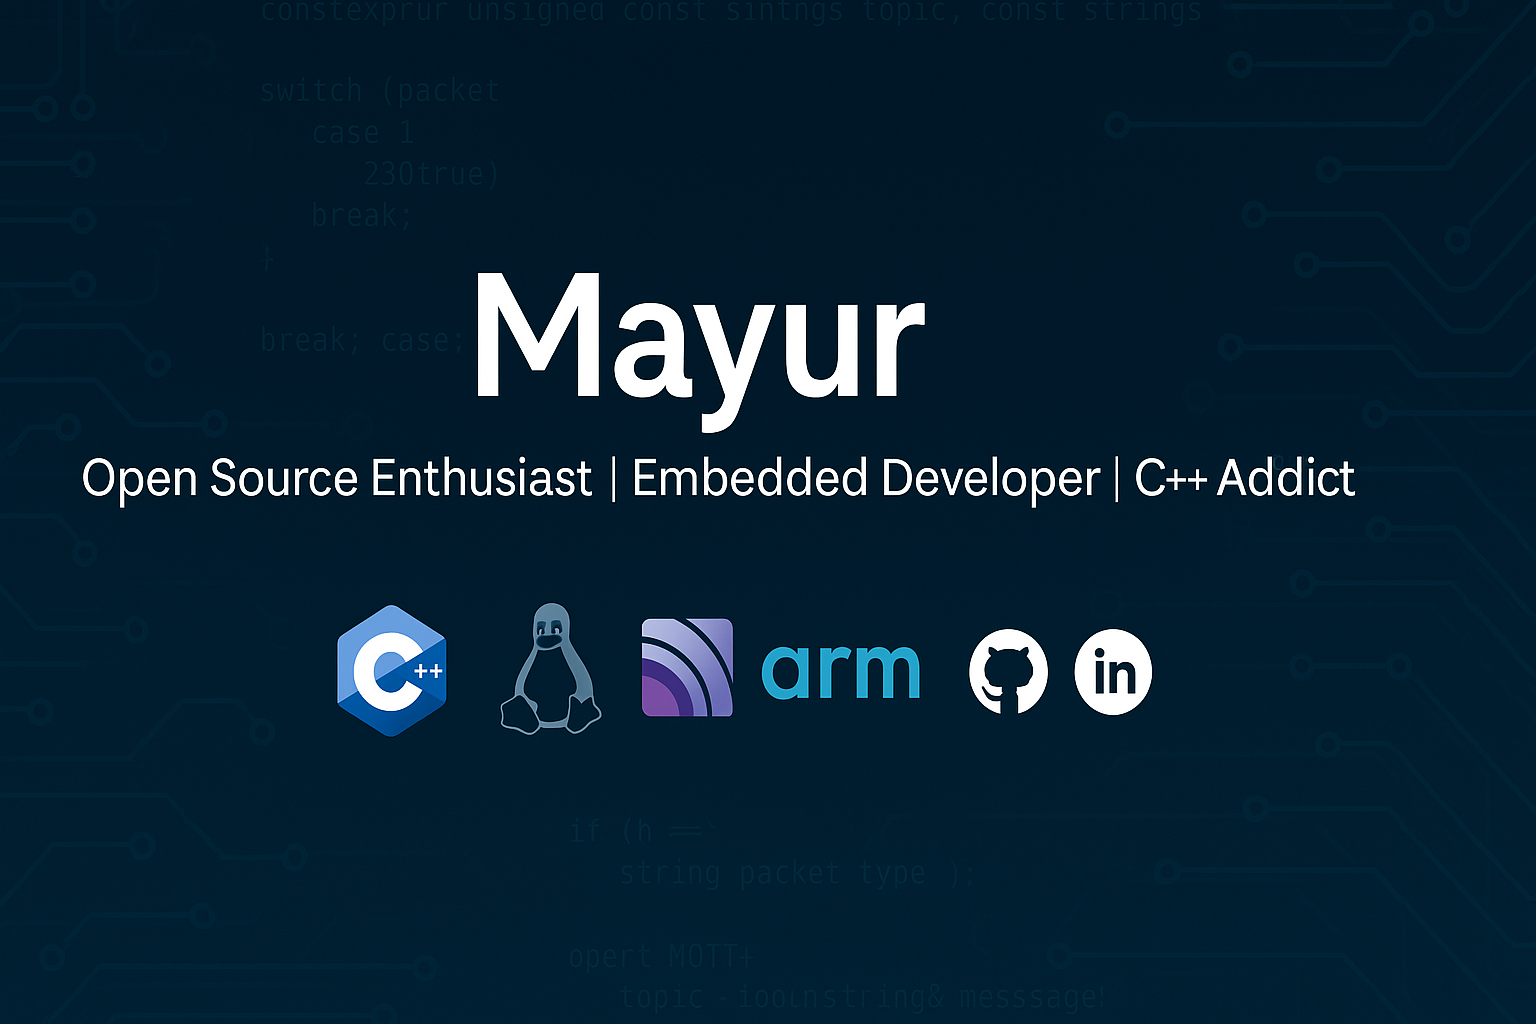 constexprur unsigned const sintngs topic, const strings
switch (packet
case 1
230true)
break;
}
break; case:
Mayur
Open Source Enthusiast | Embedded Developer | C++ Addict
C++
arm
in
if (h ==`
string packet type );
opert MOTT+
topic - ioounstring& messsage!